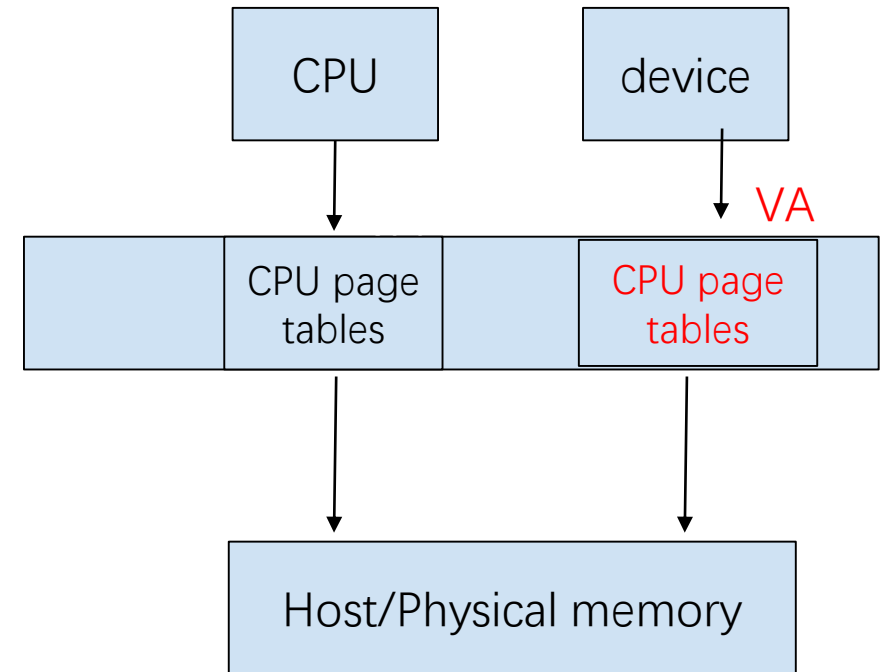 CPU
device
VA
CPU page
tables
CPU page
tables
Host/Physical memory